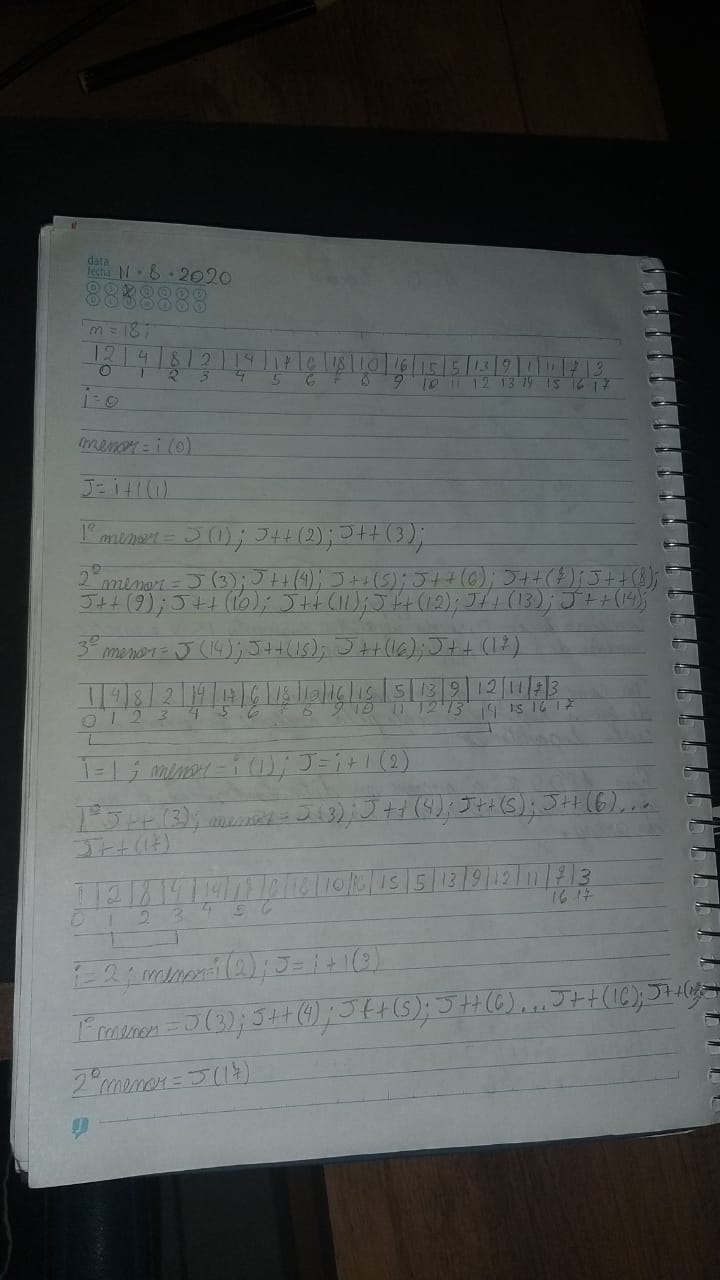 data
fecha 11 . 8 . 2020
n = 18;
12 | 4 | 8 | 2 | 14 | 17 | 6 | 18 | 10 | 16 | 15 | 5 | 13 | 9 | 1 | 11 | 7 | 3
0 1 2 3 4 5 6 7 8 9 10 11 12 13 14 15 16 17
i = 0
menor = i (0)
J = i+1 (1)
1º menor = J (1) ; J++ (2) ; J++ (3) ;
2º menor = J (3) ; J++ (4) ; J++ (5) ; J++ (6) ; J++ (7) ; J++ (8) ;
J++ (9) ; J++ (10) ; J++ (11) ; J++ (12) ; J++ (13) ; J++ (14) ;
3º menor = J (14) ; J++ (15) ; J++ (16) ; J++ (17)
1 | 4 | 8 | 2 | 14 | 17 | 6 | 18 | 10 | 16 | 15 | 5 | 13 | 9 | 12 | 11 | 7 | 3
0 1 2 3 4 5 6 7 8 9 10 11 12 13 14 15 16 17
i = 1 ; menor = i (1) ; J = i+1 (2)
1º J++ (3) ; menor = J (3) ; J++ (4) ; J++ (5) ; J++ (6) ...
J++ (17)
1 | 2 | 8 | 4 | 14 | 17 | 6 | 18 | 10 | 16 | 15 | 5 | 13 | 9 | 12 | 11 | 7 | 3
0 1 2 3 4 5 6 16 17
i = 2 ; menor = i (2) ; J = i+1 (3)
1º menor = J (3) ; J++ (4) ; J++ (5) ; J++ (6) ... J++ (16) ; J++ (17)
2º menor = J (17)